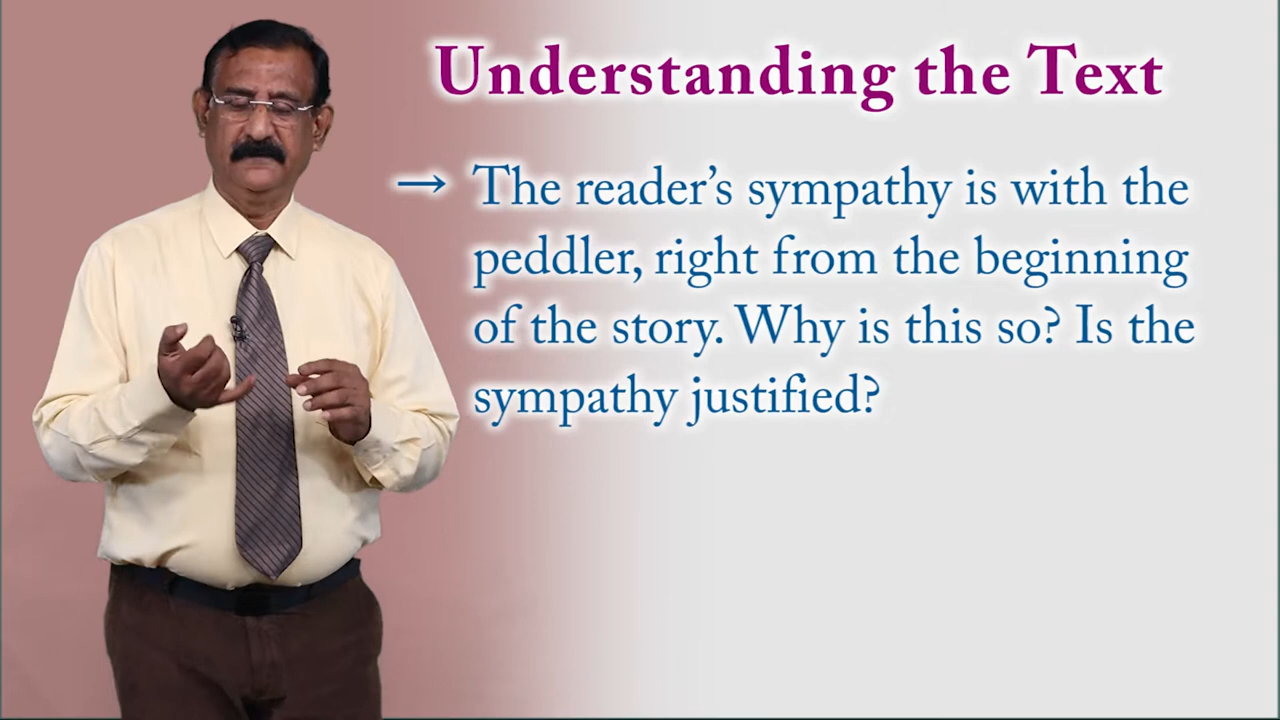 Understanding the Text
→ The reader’s sympathy is with the
peddler, right from the beginning
of the story. Why is this so? Is the
sympathy justified?